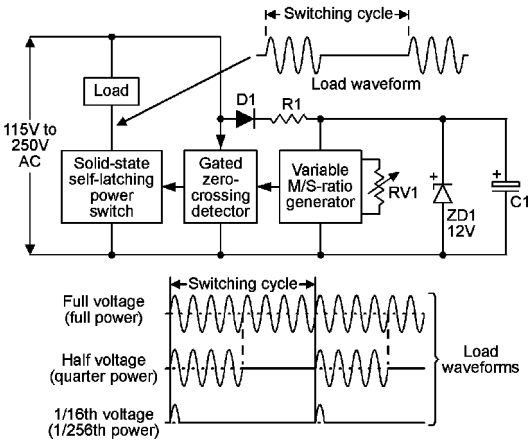 Switching cycle
Load waveform
Load
115V to
250V
AC
D1
R1
Solid-state
self-latching
power
switch
Gated
zero-
crossing
detector
Variable
M/S-ratio
generator
RV1
+
ZD1
12V
+
C1
Switching cycle
Full voltage
(full power)
Half voltage
(quarter power)
1/16th voltage
(1/256th power)
Load
waveforms